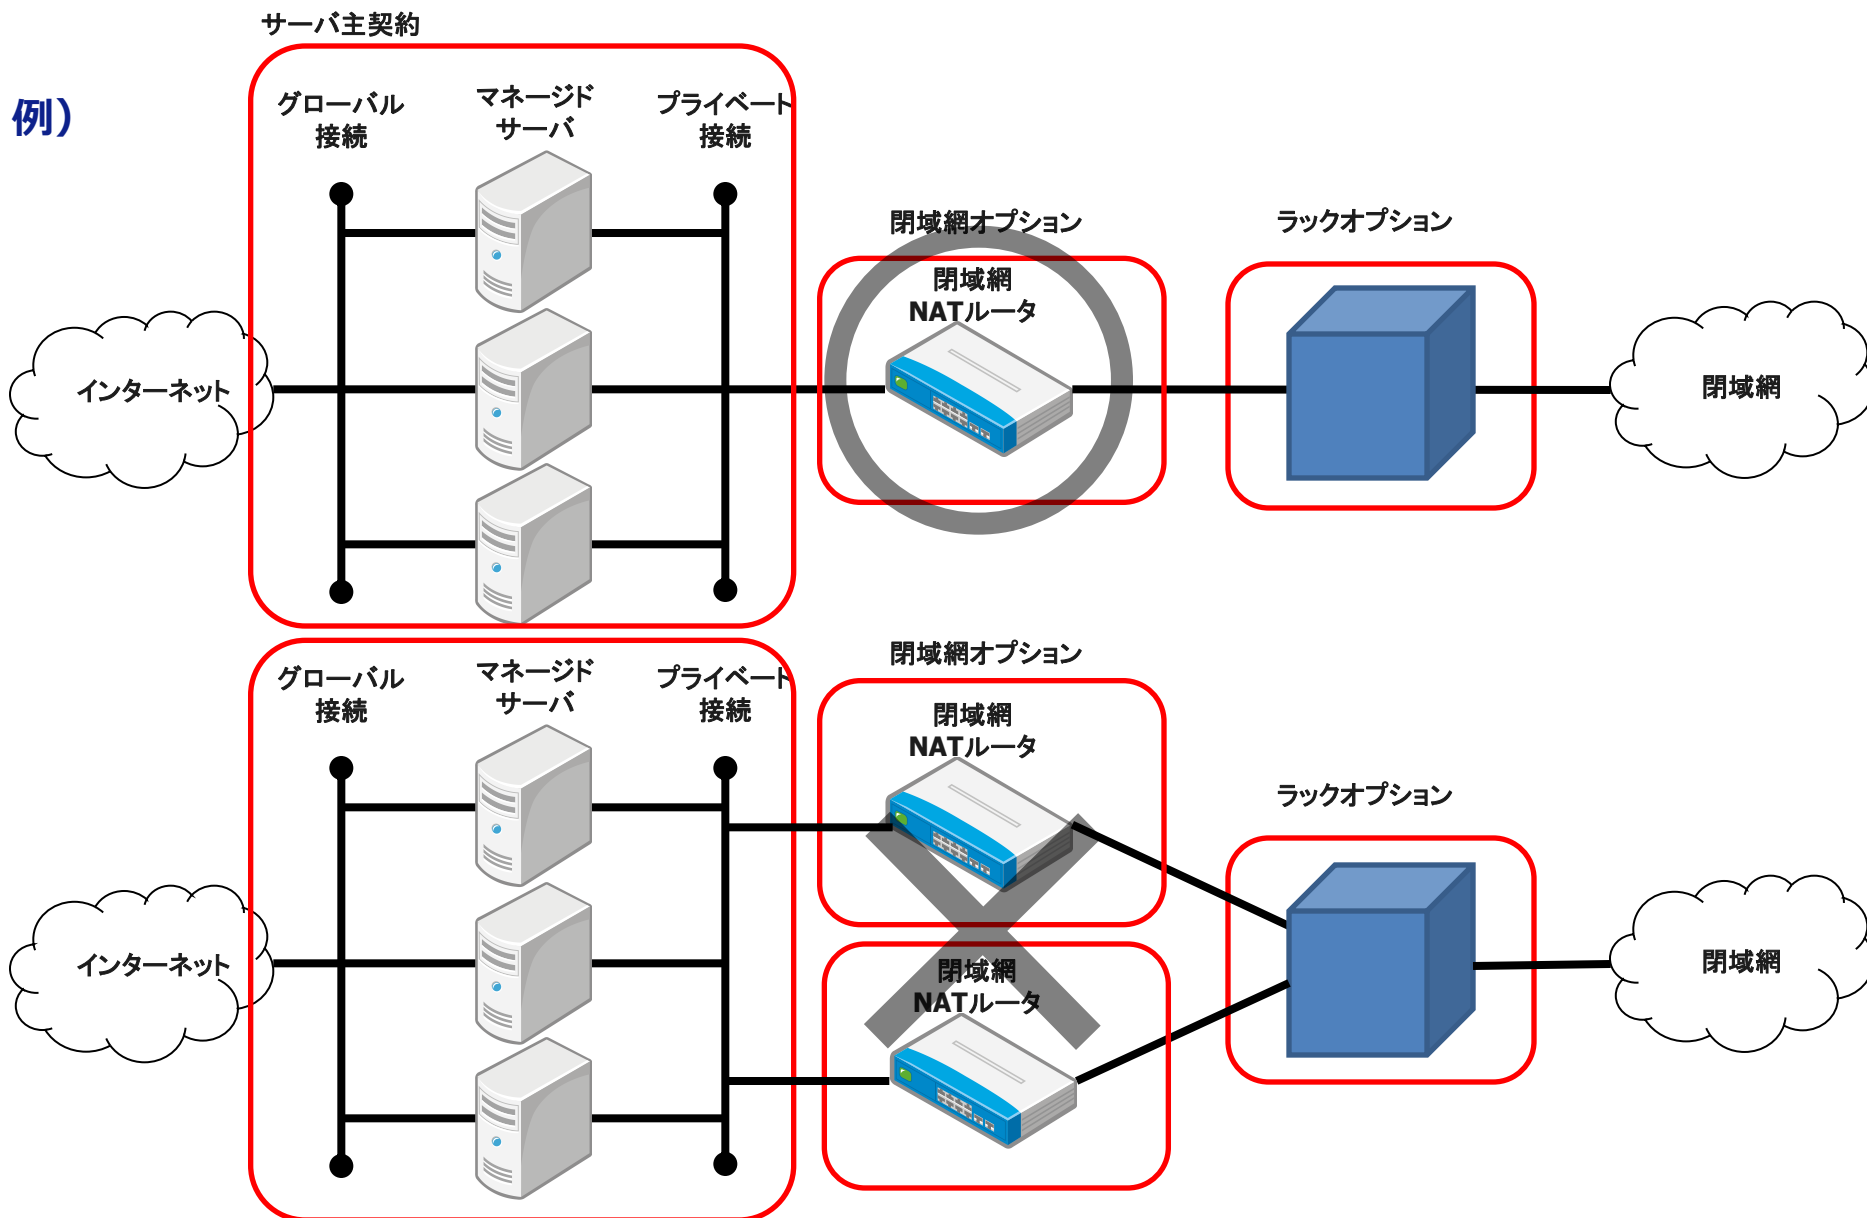 サーバ主契約
例）
グローバル
接続
マネージド
サーバ
プライベート
接続
閉域網オプション
閉域網
NATルータ
ラックオプション
インターネット
閉域網
グローバル
接続
マネージド
サーバ
プライベート
接続
閉域網オプション
閉域網
NATルータ
ラックオプション
インターネット
閉域網
NATルータ
閉域網